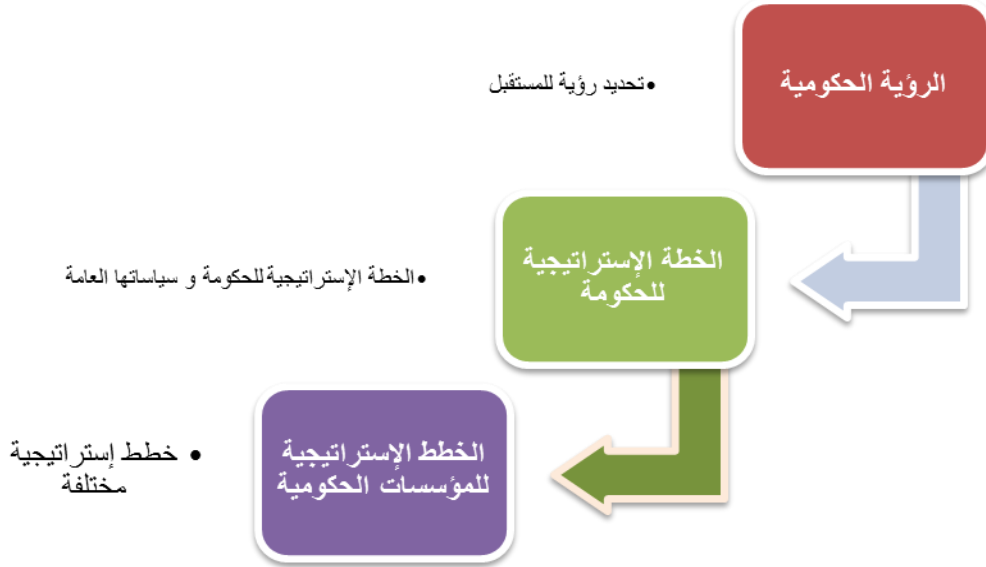 الرؤية الحكومية
•تحديد رؤية للمستقبل
الخطة الإستراتيجية
للحكومة
•الخطة الإستراتيجية للحكومة و سياساتها العامة
الخطط الإستراتيجية
للمؤسسات الحكومية
• خطط إستراتيجية
مختلفة